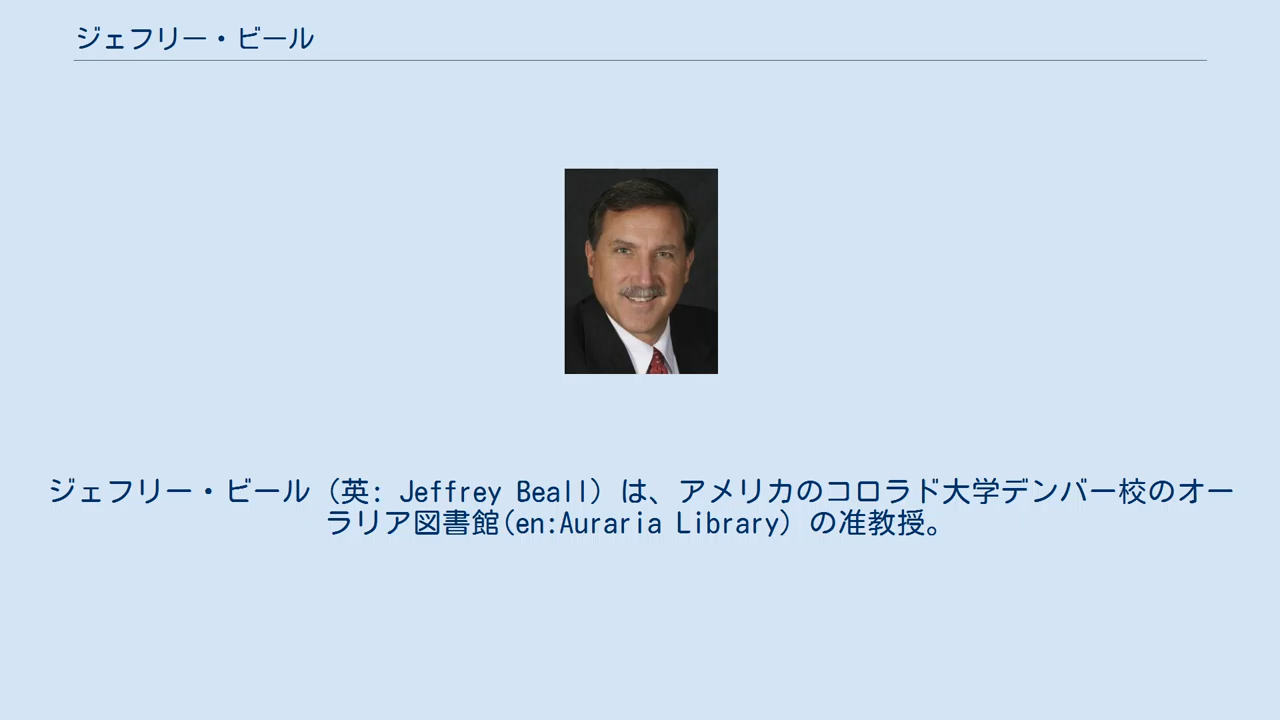 ジェフリー・ビール
ジェフリー・ビール（英: Jeffrey Beall）は、アメリカのコロラド大学デンバー校のオー
ラリア図書館(en:Auraria Library）の准教授。